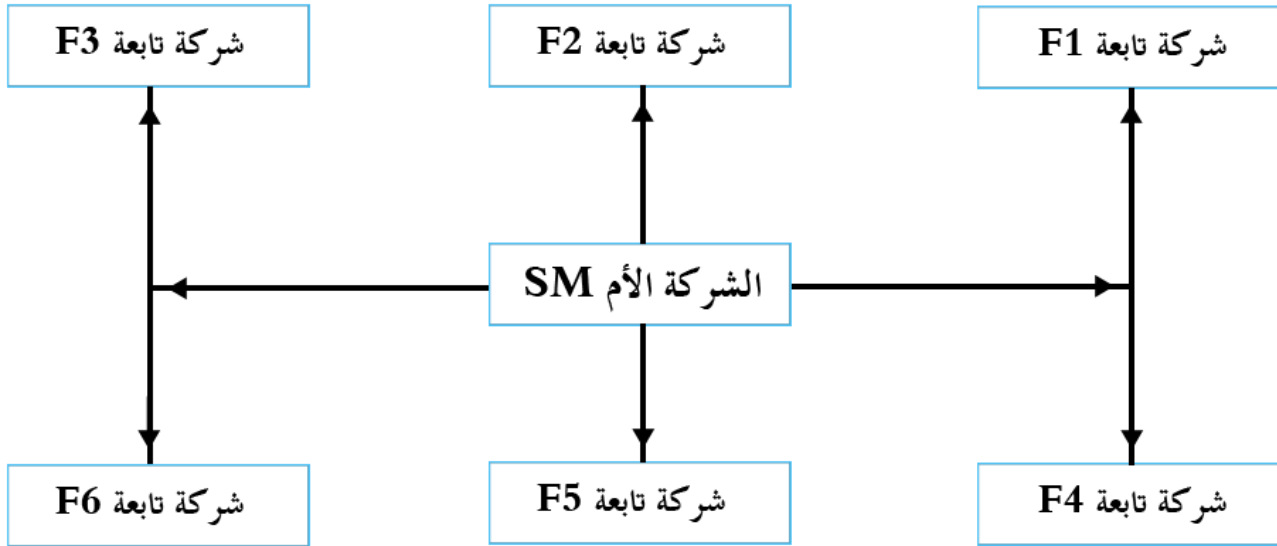 شركة تابعة F1
شركة تابعة F2
شركة تابعة F3
الشركة الأم SM
شركة تابعة F4
شركة تابعة F5
شركة تابعة F6